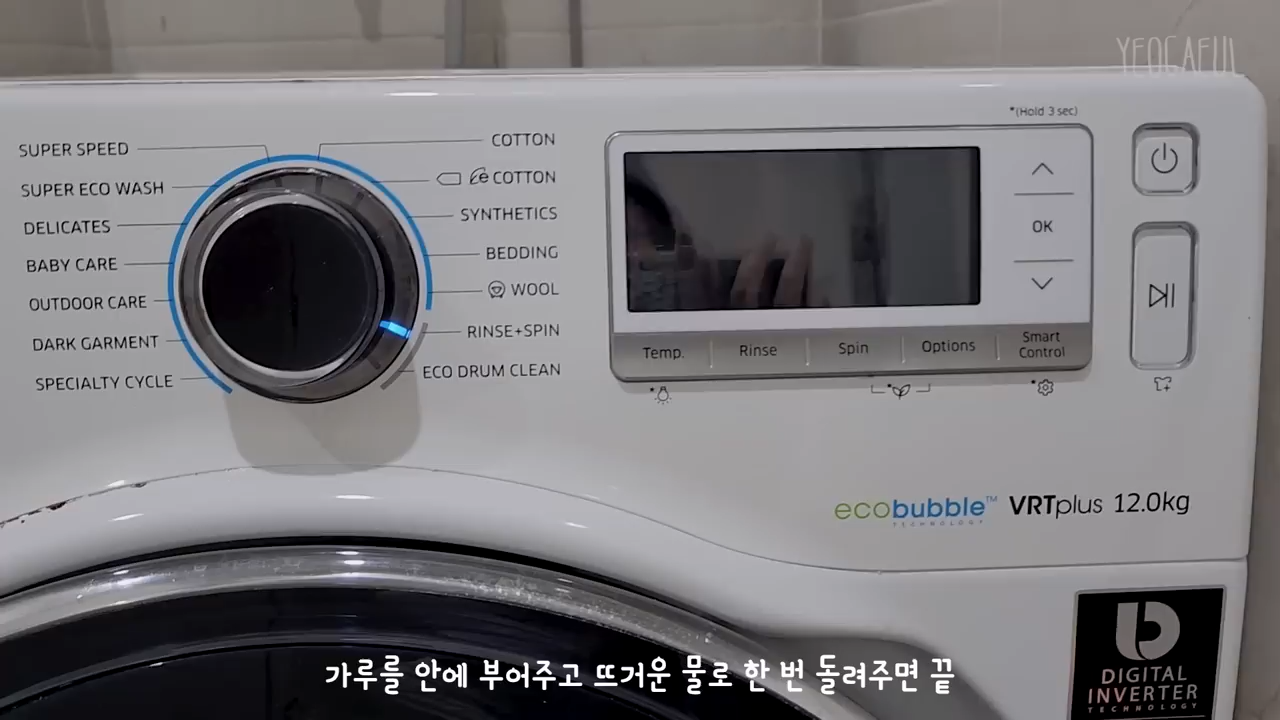 YEOGAEUL
*(Hold 3 sec)
SUPER SPEED
SUPER ECO WASH
DELICATES
BABY CARE
OUTDOOR CARE
DARK GARMENT
SPECIALTY CYCLE
COTTON
COTTON
SYNTHETICS
BEDDING
WOOL
RINSE+SPIN
ECO DRUM CLEAN
OK
Temp.
Rinse
Spin
Options
Smart
Control
ecobubble™ VRTplus 12.0kg
TECHNOLOGY
DIGITAL
INVERTER
TECHNOLOGY
가루를 안에 부어주고 뜨거운 물로 한 번 돌려주면 끝